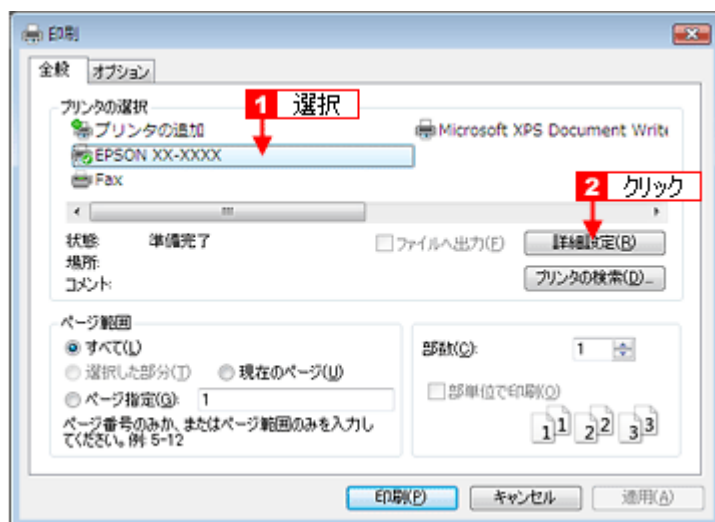 印刷
全般 オプション
プリンタの選択
1 選択
プリンタの追加 Microsoft XPS Document Write
EPSON XX-XXXX
Fax
2 クリック
状態: 準備完了 ファイルへ出力(F) 詳細設定(R)
場所:
コメント: プリンタの検索(D)...
ページ範囲
すべて(L)
選択した部分(T) 現在のページ(U)
ページ指定(G): 1
ページ番号のみか、またはページ範囲のみを入力し
てください。例: 5-12
部数(C): 1
部単位で印刷(O)
11 22 33
印刷(P) キャンセル 適用(A)